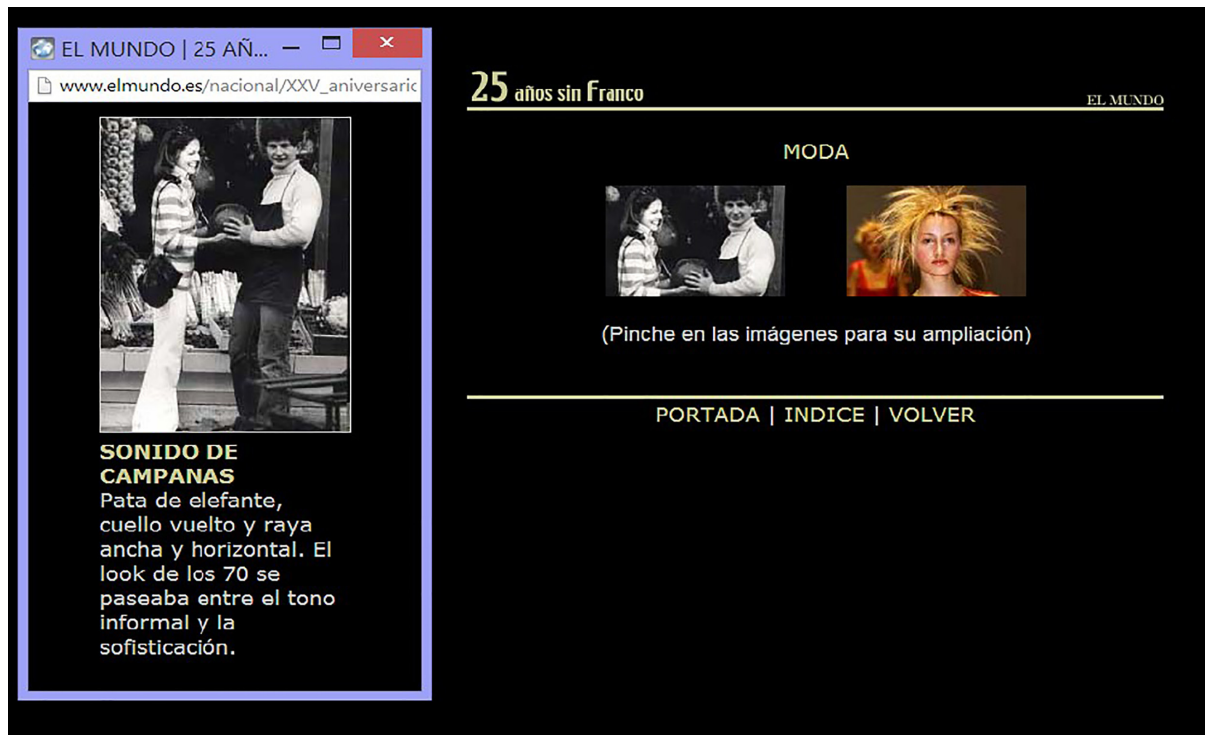 EL MUNDO | 25 AÑ...
www.elmundo.es/nacional/XXV_aniversaric
SONIDO DE
CAMPANAS
Pata de elefante,
cuello vuelto y raya
ancha y horizontal. El
look de los 70 se
paseaba entre el tono
informal y la
sofisticación.
25 años sin Franco
EL MUNDO
MODA
(Pinche en las imágenes para su ampliación)
PORTADA | INDICE | VOLVER